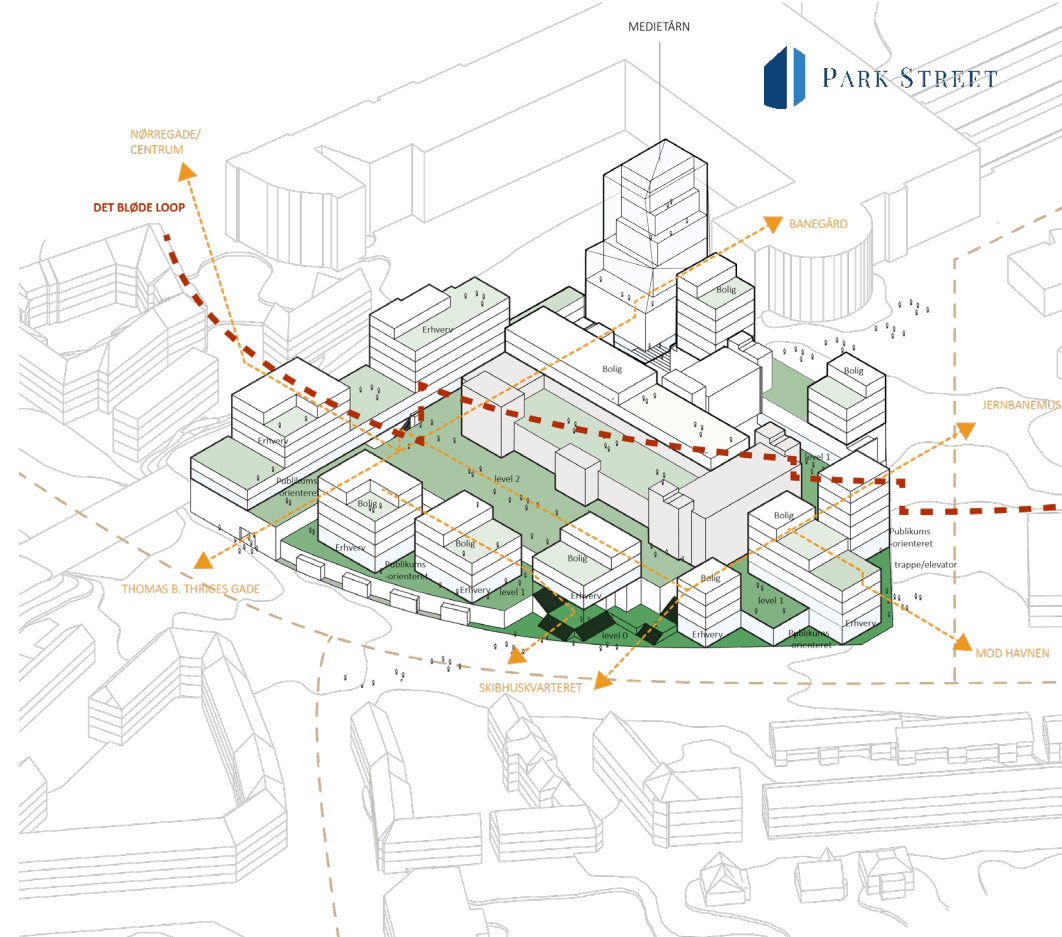 MEDIETÅRN
PARK STREET
NØRREGADE/
CENTRUM
DET BLØDE LOOP
BANEGÅRD
Bolig
Erhverv
Bolig
Bolig
JERNBANEMUS
Erhverv
level 1
level 2
Publikums
orienteret
Bolig
Bolig
Publikums
-orienteret
Bolig
Bolig
Erhverv
Publikums
-orienteret
trappe/elevator
Bolig
THOMAS B. THRIGES GADE
Erhverv
level 1
Erhverv
level 1
level 0
Erhverv
Publikums
orienteret
Erhverv
MOD HAVNEN
SKIBHUSKVARTERET